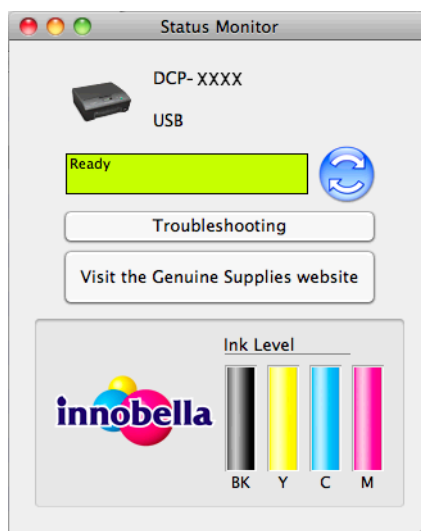 Status Monitor
DCP- XXXX
USB
Ready
Troubleshooting
Visit the Genuine Supplies website
Ink Level
innobella
BK Y C M